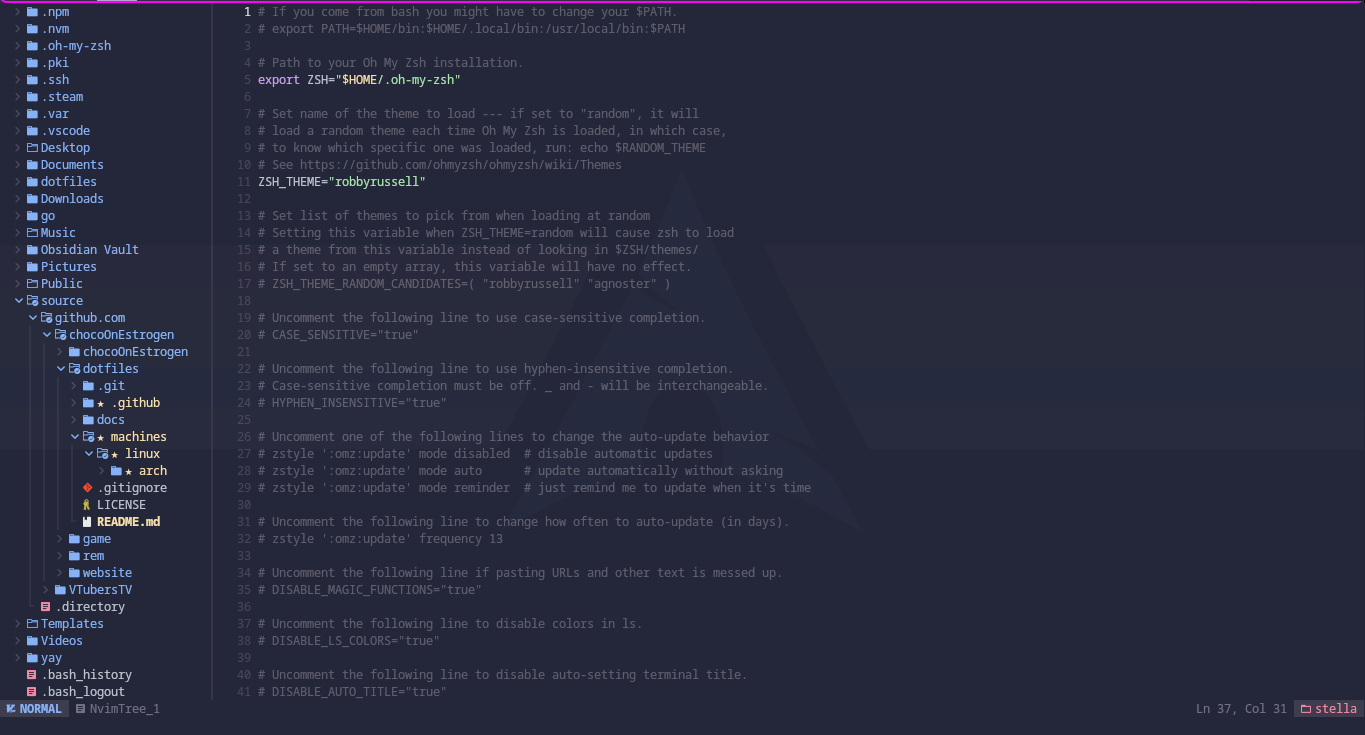 .npm
.nvm
.oh-my-zsh
.pki
.ssh
.steam
.var
.vscode
Desktop
Documents
dotfiles
Downloads
go
Music
Obsidian Vault
Pictures
Public
source
github.com
chocoOnEstrogen
chocoOnEstrogen
dotfiles
.git
★ .github
docs
★ machines
★ linux
★ arch
.gitignore
LICENSE
README.md
game
rem
website
VTubersTV
.directory
Templates
Videos
yay
.bash_history
.bash_logout
1 # If you come from bash you might have to change your $PATH.
2 # export PATH=$HOME/bin:$HOME/.local/bin:/usr/local/bin:$PATH
3
4 # Path to your Oh My Zsh installation.
5 export ZSH="$HOME/.oh-my-zsh"
6
7 # Set name of the theme to load --- if set to "random", it will
8 # load a random theme each time Oh My Zsh is loaded, in which case,
9 # to know which specific one was loaded, run: echo $RANDOM_THEME
10 # See https://github.com/ohmyzsh/ohmyzsh/wiki/Themes
11 ZSH_THEME="robbyrussell"
12
13 # Set list of themes to pick from when loading at random
14 # Setting this variable when ZSH_THEME=random will cause zsh to load
15 # a theme from this variable instead of looking in $ZSH/themes/
16 # If set to an empty array, this variable will have no effect.
17 # ZSH_THEME_RANDOM_CANDIDATES=( "robbyrussell" "agnoster" )
18
19 # Uncomment the following line to use case-sensitive completion.
20 # CASE_SENSITIVE="true"
21
22 # Uncomment the following line to use hyphen-insensitive completion.
23 # Case-sensitive completion must be off. _ and - will be interchangeable.
24 # HYPHEN_INSENSITIVE="true"
25
26 # Uncomment one of the following lines to change the auto-update behavior
27 # zstyle ':omz:update' mode disabled  # disable automatic updates
28 # zstyle ':omz:update' mode auto      # update automatically without asking
29 # zstyle ':omz:update' mode reminder  # just remind me to update when it's time
30
31 # Uncomment the following line to change how often to auto-update (in days).
32 # zstyle ':omz:update' frequency 13
33
34 # Uncomment the following line if pasting URLs and other text is messed up.
35 # DISABLE_MAGIC_FUNCTIONS="true"
36
37 # Uncomment the following line to disable colors in ls.
38 # DISABLE_LS_COLORS="true"
39
40 # Uncomment the following line to disable auto-setting terminal title.
41 # DISABLE_AUTO_TITLE="true"
NORMAL NvimTree_1 Ln 37, Col 31 stella